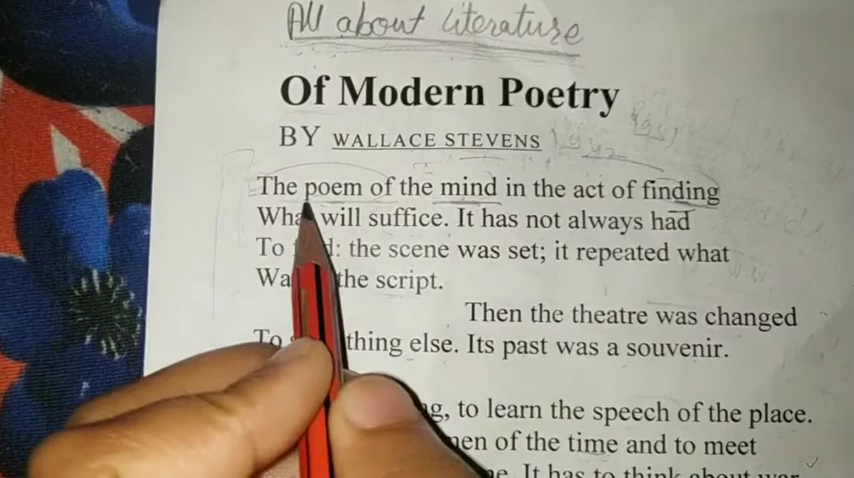 All about literature
Of Modern Poetry
BY WALLACE STEVENS 1942
The poem of the mind in the act of finding
will suffice. It has not always had
To : the scene was set; it repeated what
the script.
Then the theatre was changed
To thing else. Its past was a souvenir.
, to learn the speech of the place.
of the time and to meet
. It has to think about war